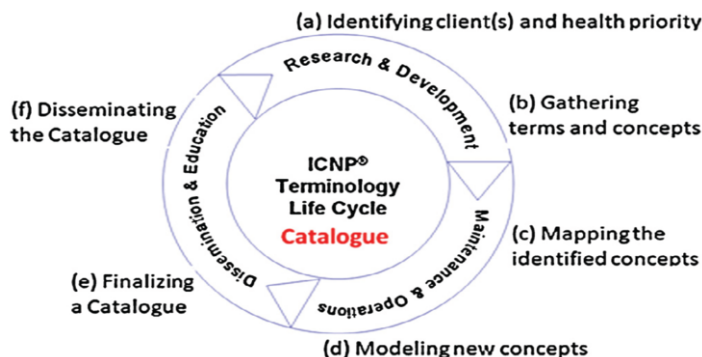 (a) Identifying client(s) and health priority
Research & Development
(b) Gathering
terms and concepts
(f) Disseminating
the Catalogue
ICNP®
Terminology
Life Cycle
Catalogue
Dissemination & Education
Maintenance & Operations
(c) Mapping the
identified concepts
(e) Finalizing
a Catalogue
(d) Modeling new concepts